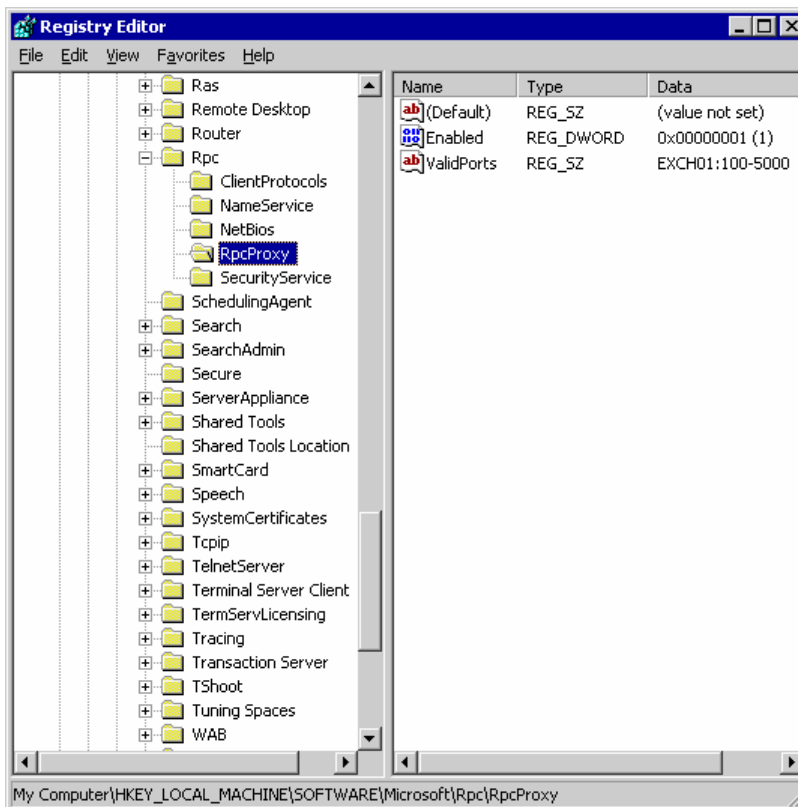 Registry Editor
File Edit View Favorites Help
Ras
Remote Desktop
Router
Rpc
ClientProtocols
NameService
NetBios
RpcProxy
SecurityService
SchedulingAgent
Search
SearchAdmin
Secure
ServerAppliance
Shared Tools
Shared Tools Location
SmartCard
Speech
SystemCertificates
Tcpip
TelnetServer
Terminal Server Client
TermServLicensing
Tracing
Transaction Server
TShoot
Tuning Spaces
WAB
Name Type Data
(Default) REG_SZ (value not set)
Enabled REG_DWORD 0x00000001 (1)
ValidPorts REG_SZ EXCH01:100-5000
My Computer\HKEY_LOCAL_MACHINE\SOFTWARE\Microsoft\Rpc\RpcProxy